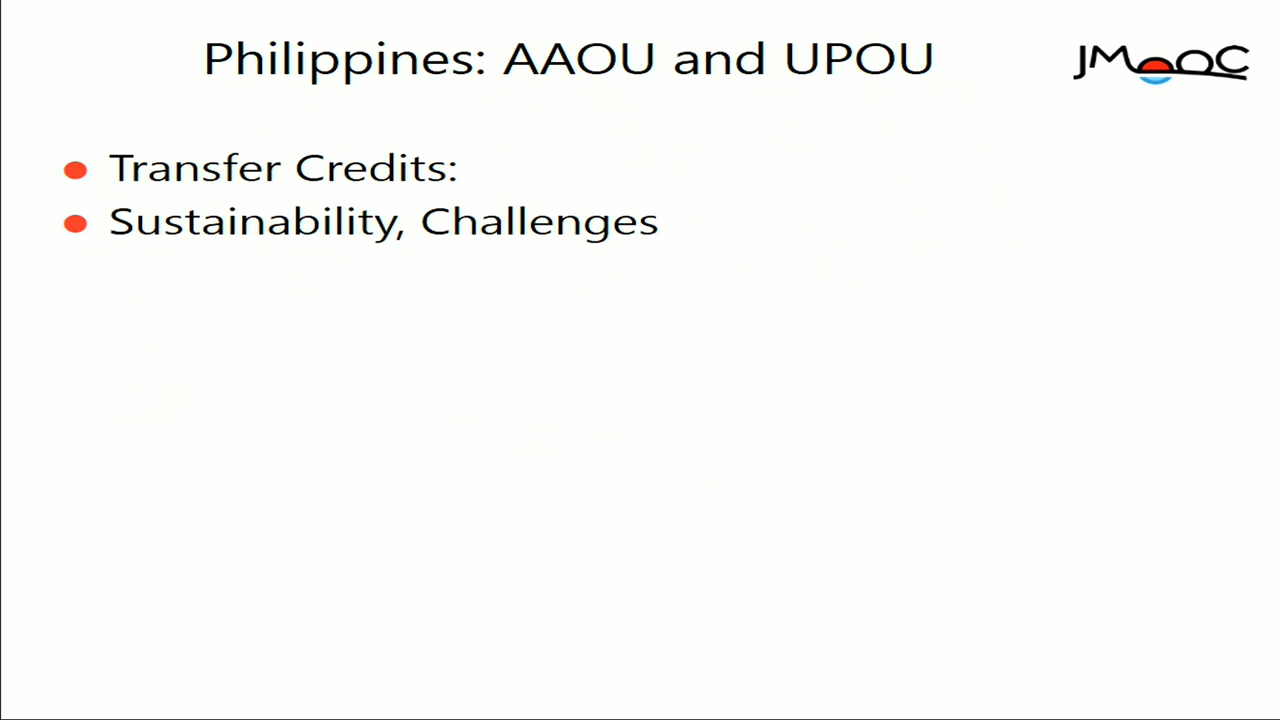 Philippines: AAOU and UPOU
JMOOC
Transfer Credits:
Sustainability, Challenges